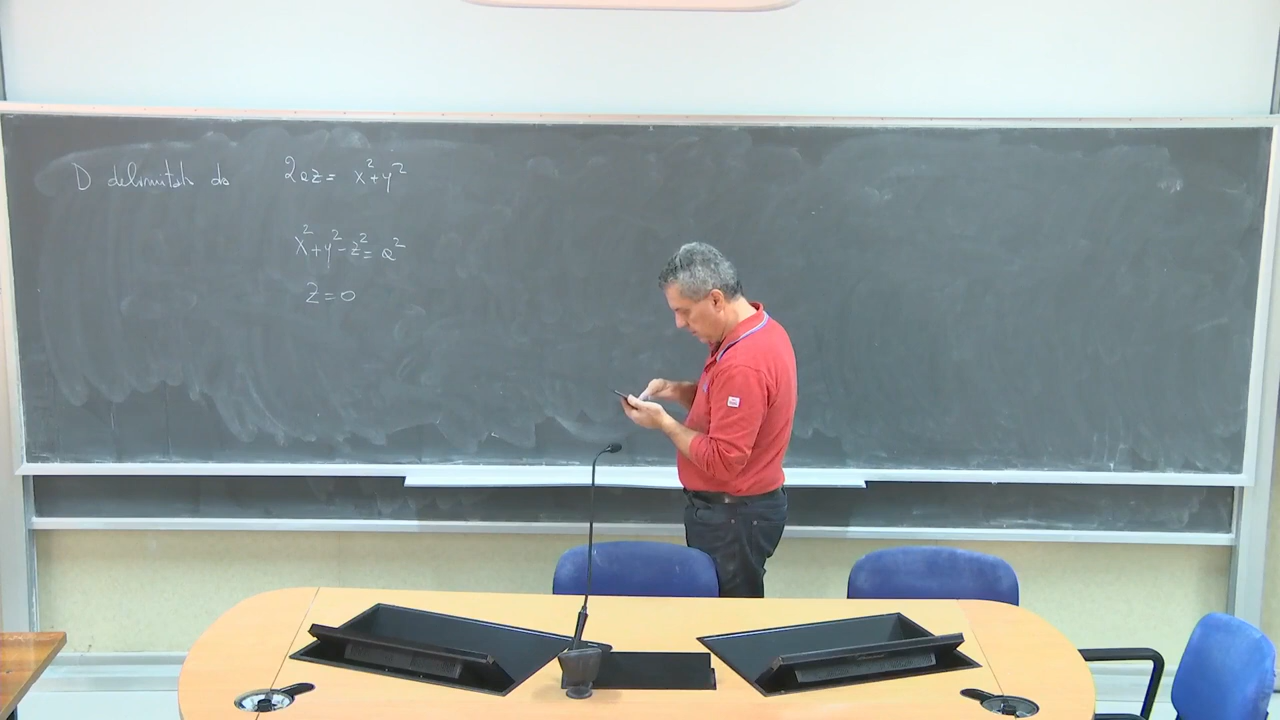 D delimitato da 2az = x²+y²
x²+y²-z²=a²
z=0